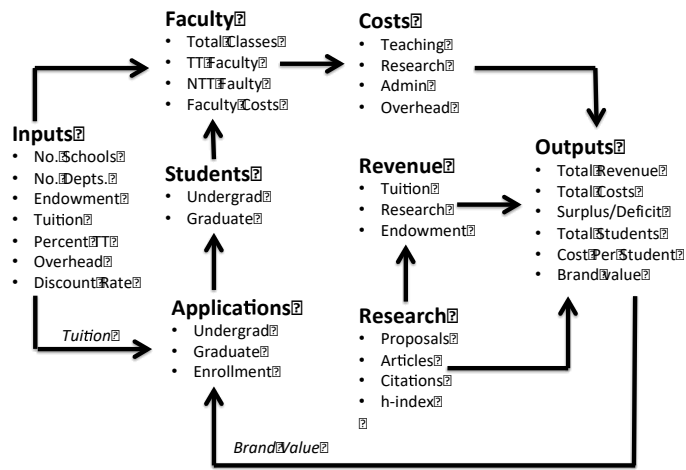 Faculty
• Total Classes
• TT Faculty
• NTT Faulty
• Faculty Costs
Costs
• Teaching
• Research
• Admin
• Overhead
Inputs
• No. Schools
• No. Depts.
• Endowment
• Tuition
• Percent TT
• Overhead
• Discount Rate
Students
• Undergrad
• Graduate
Revenue
• Tuition
• Research
• Endowment
Outputs
• Total Revenue
• Total Costs
• Surplus/Deficit
• Total Students
• Cost Per Student
• Brand value
Tuition
Applications
• Undergrad
• Graduate
• Enrollment
Research
• Proposals
• Articles
• Citations
• h-index
Brand Value